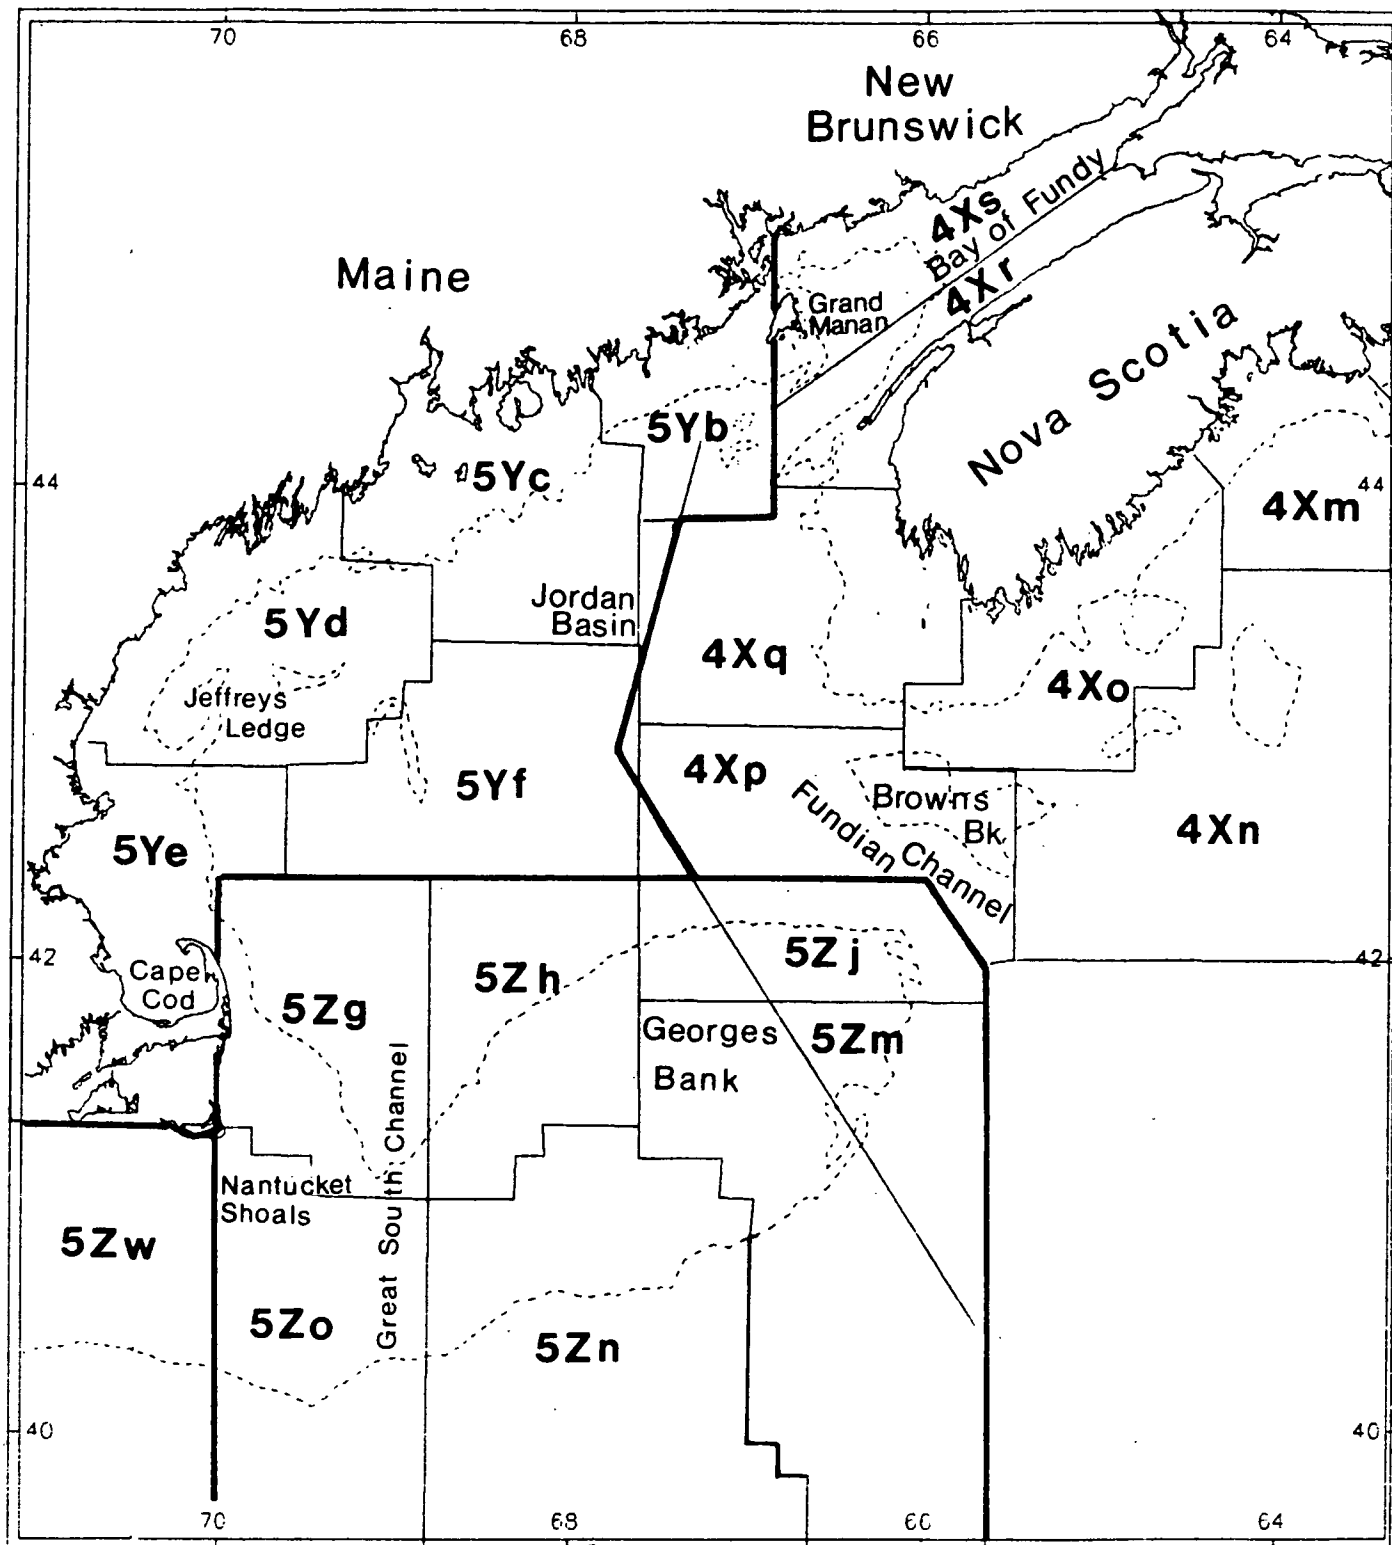 70 68 66 64
New
Brunswick
Maine
4Xs
Bay of Fundy
4Xr
Grand
Manan
Nova Scotia
5Yb
44
5Yc
44
4Xm
Jordan
Basin
5Yd
4Xq
4Xo
Jeffreys
Ledge
5Yf
4Xp
Browns
Bk
Fundian Channel
4Xn
5Ye
42
Cape
Cod
5Zg
5Zh
5Zj
42
Georges
Bank
5Zm
Great South Channel
Nantucket
Shoals
5Zw
5Zo
5Zn
40
40
70 68 66 64